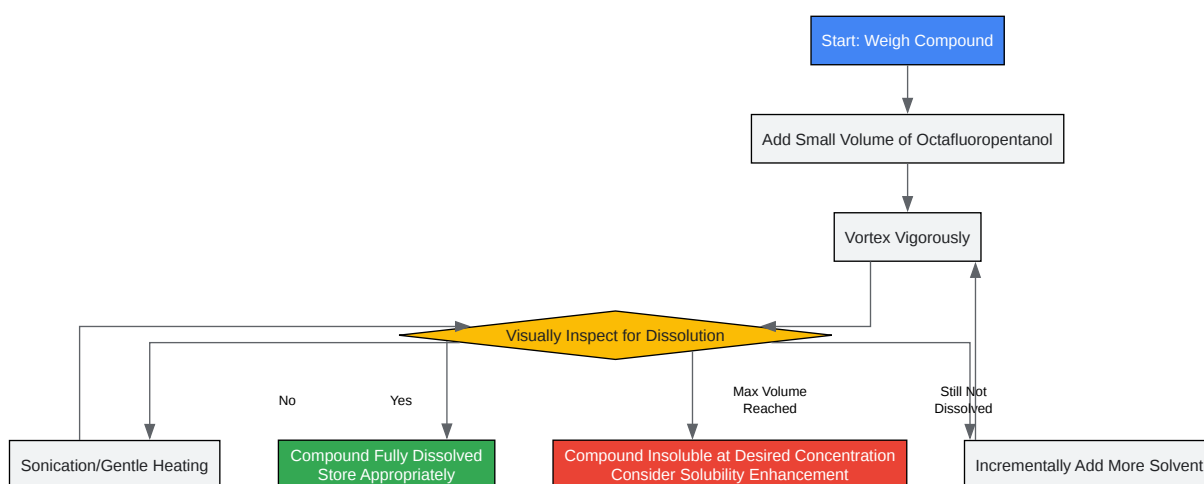 Start: Weigh Compound
Add Small Volume of Octafluoropentanol
Vortex Vigorously
Visually Inspect for Dissolution
No
Yes
Max Volume
Reached
Still Not
Dissolved
Sonication/Gentle Heating
Compound Fully Dissolved
Store Appropriately
Compound Insoluble at Desired Concentration
Consider Solubility Enhancement
Incrementally Add More Solvent